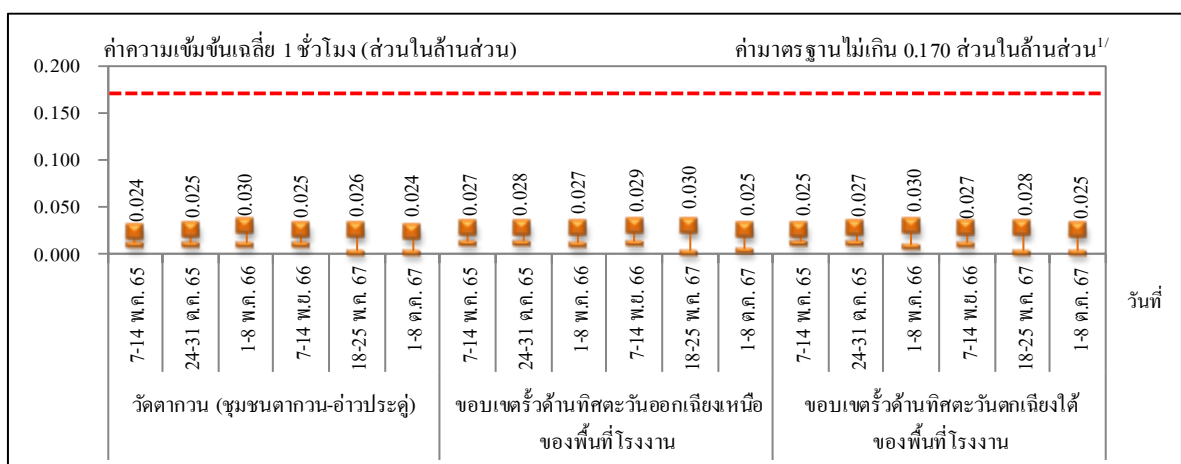 ค่าความเข้มข้นเฉลี่ย 1 ชั่วโมง (ส่วนในล้านส่วน) ค่ามาตรฐานไม่เกิน 0.170 ส่วนในล้านส่วน1/
0.200
0.150
0.100
0.050
0.000
0.024 0.025 0.030 0.025 0.026 0.024 0.027 0.028 0.027 0.029 0.030 0.025 0.025 0.027 0.030 0.027 0.028 0.025
7-14 พ.ค. 65 24-31 ต.ค. 65 1-8 พ.ค. 66 7-14 พ.ย. 66 18-25 พ.ค. 67 1-8 ต.ค. 67 7-14 พ.ค. 65 24-31 ต.ค. 65 1-8 พ.ค. 66 7-14 พ.ย. 66 18-25 พ.ค. 67 1-8 ต.ค. 67 7-14 พ.ค. 65 24-31 ต.ค. 65 1-8 พ.ค. 66 7-14 พ.ย. 66 18-25 พ.ค. 67 1-8 ต.ค. 67
วันที่
วัดตากวน (ชุมชนตากวน-อ่าวประดู่) ขอบเขตรั้วด้านทิศตะวันออกเฉียงเหนือ ขอบเขตรั้วด้านทิศตะวันตกเฉียงใต้
ของพื้นที่โรงงาน ของพื้นที่โรงงาน